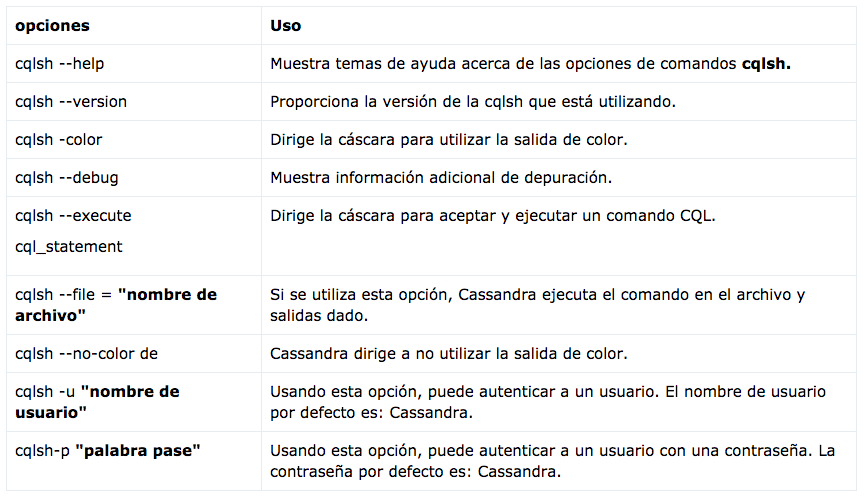 opciones Uso
cqlsh --help Muestra temas de ayuda acerca de las opciones de comandos cqlsh.
cqlsh --version Proporciona la versión de la cqlsh que está utilizando.
cqlsh -color Dirige la cáscara para utilizar la salida de color.
cqlsh --debug Muestra información adicional de depuración.
cqlsh --execute Dirige la cáscara para aceptar y ejecutar un comando CQL.
cql_statement
cqlsh --file = "nombre de Si se utiliza esta opción, Cassandra ejecuta el comando en el archivo y
archivo" salidas dado.
cqlsh --no-color de Cassandra dirige a no utilizar la salida de color.
cqlsh -u "nombre de Usando esta opción, puede autenticar a un usuario. El nombre de usuario
usuario" por defecto es: Cassandra.
cqlsh-p "palabra pase" Usando esta opción, puede autenticar a un usuario con una contraseña. La
contraseña por defecto es: Cassandra.